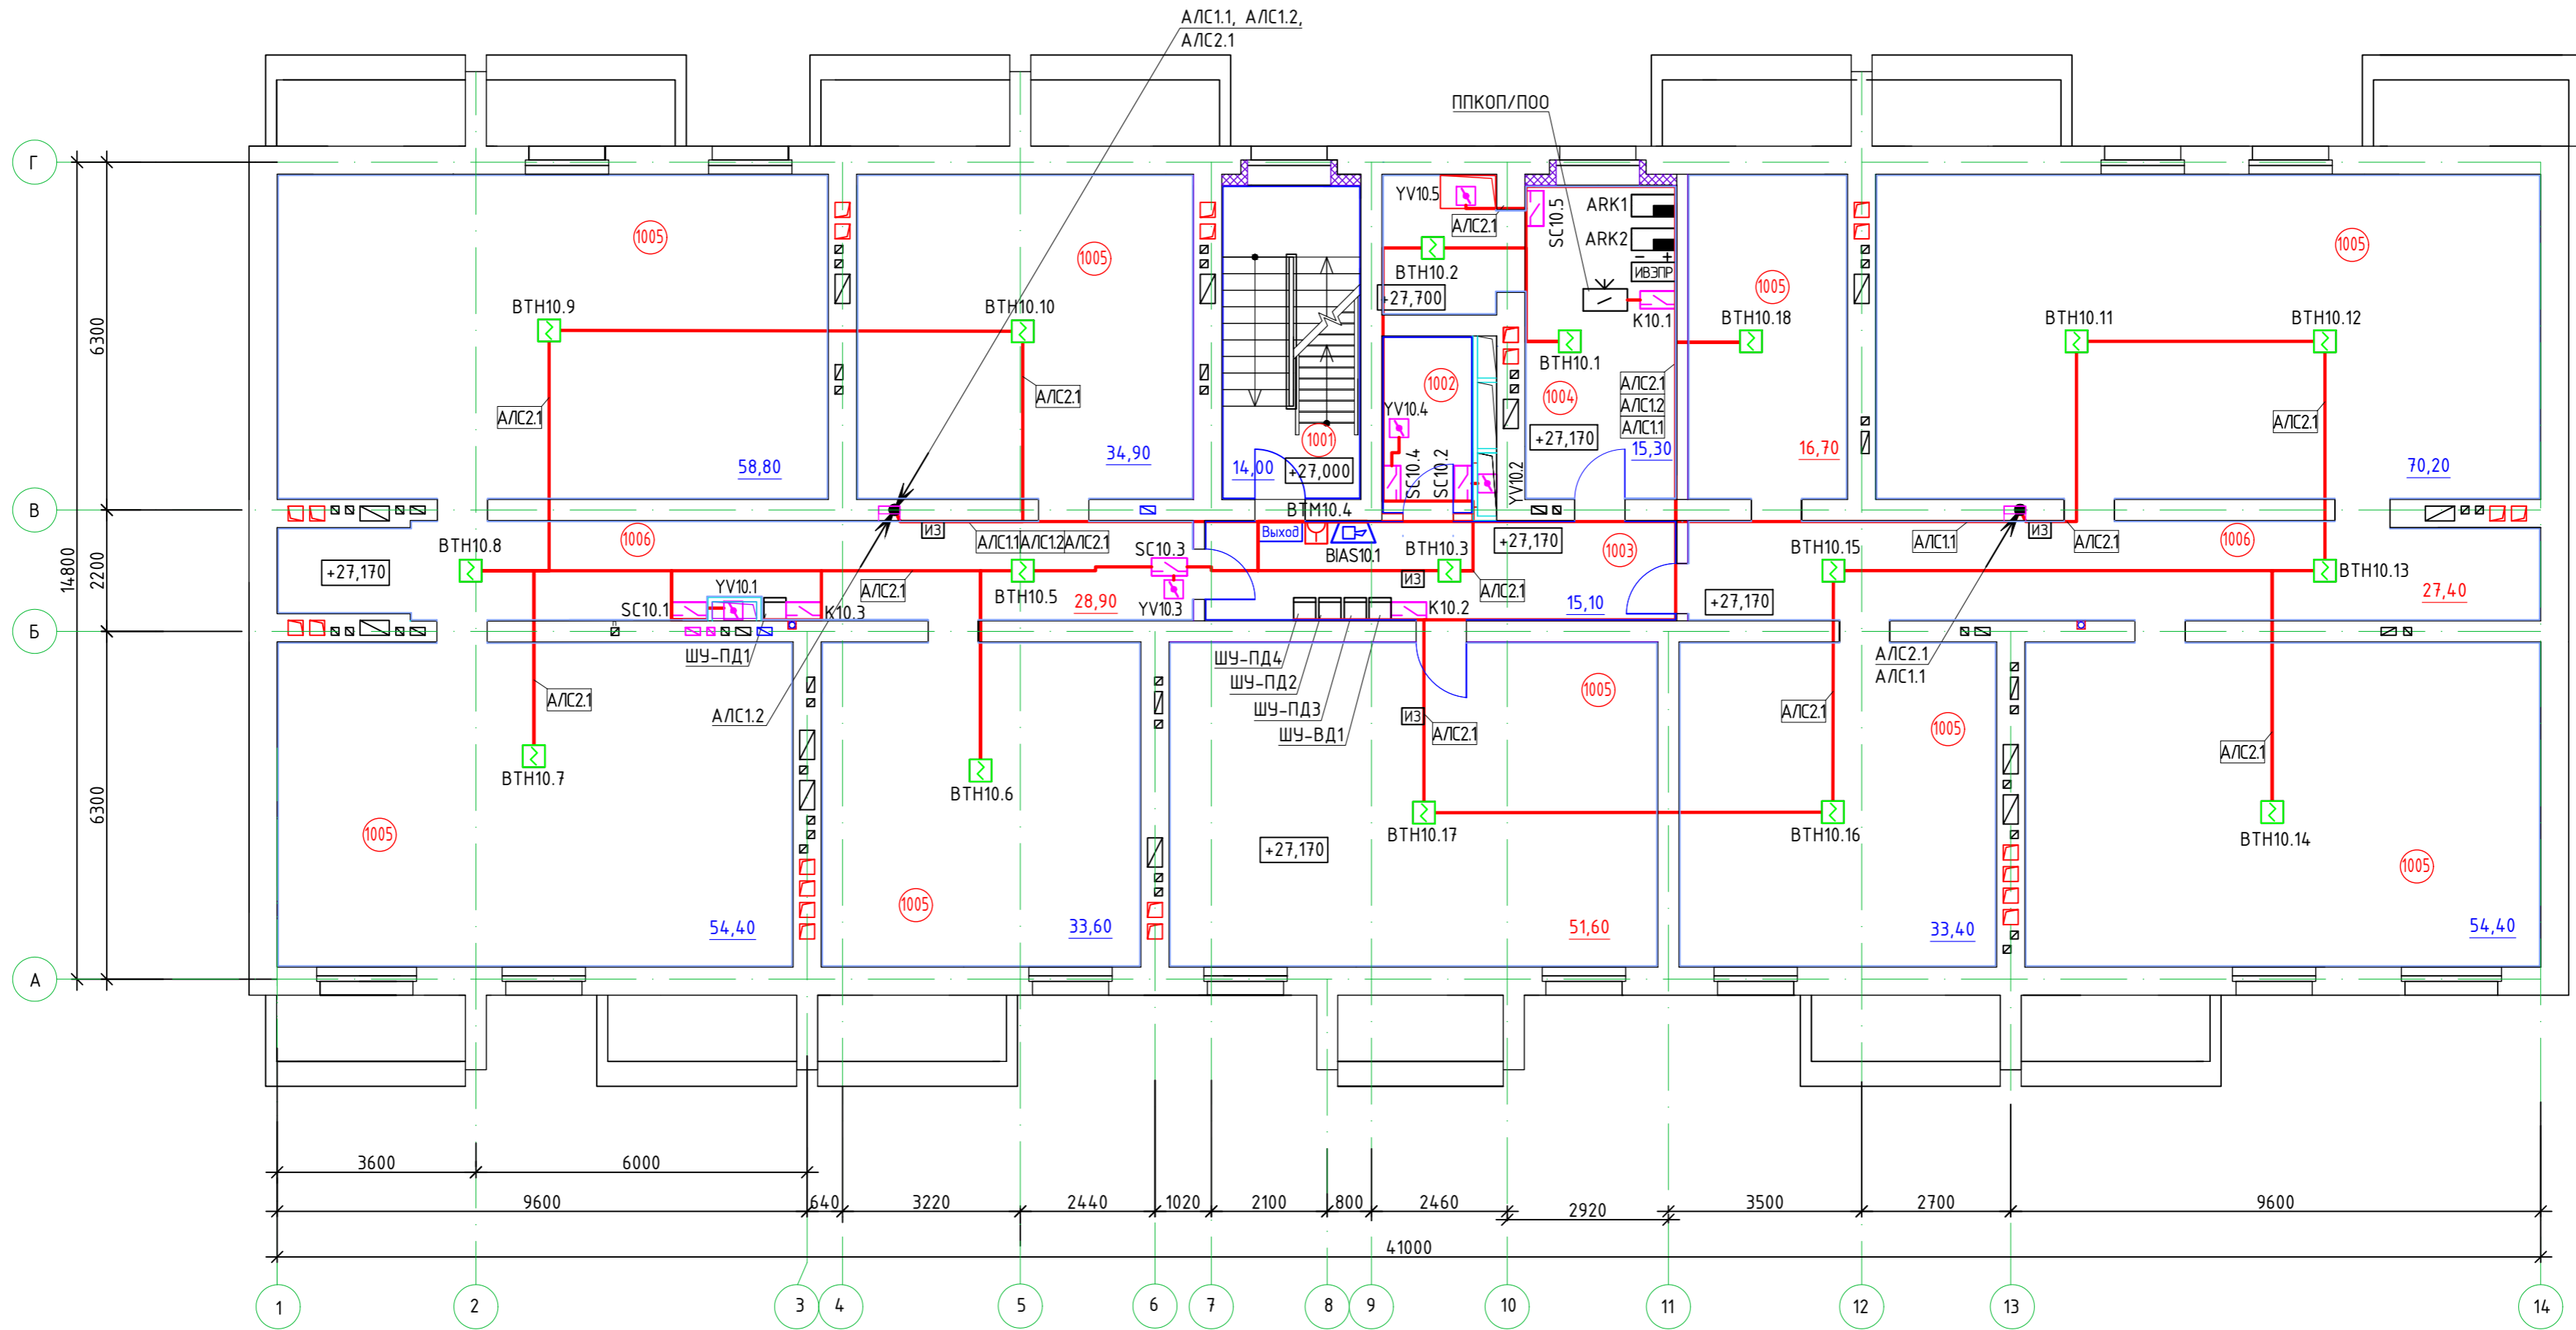 АЛС1.1, АЛС1.2,
АЛС2.1
ППКОП/ПОО
Г
В
Б
А
14800
6300
2200
6300
1005
1005
1005
1005
YV10.5
АЛС2.1
SC10.5
ARK1
ARK2
- +
ИВЭПР
ВТН10.2
+27,700
К10.1
ВТН10.9
ВТН10.10
ВТН10.1
ВТН10.18
ВТН10.11
ВТН10.12
АЛС2.1
АЛС2.1
1002
YV10.4
1004
АЛС2.1
АЛС1.2
АЛС1.1
АЛС2.1
58,80
34,90
14,00
1001
+27,000
SC10.4
SC10.2
YV10.2
+27,170
15,30
16,70
70,20
ВТН10.8
1006
ИЗ
АЛС1.1
АЛС1.2
АЛС2.1
SC10.3
Выход
ВТМ10.4
BIAS10.1
ВТН10.3
+27,170
1003
ВТН10.15
АЛС1.1
ИЗ
АЛС2.1
1006
ВТН10.13
+27,170
SC10.1
YV10.1
К10.3
АЛС2.1
ВТН10.5
28,90
YV10.3
ИЗ
АЛС2.1
К10.2
15,10
+27,170
27,40
ШУ-ПД1
АЛС1.2
ШУ-ПД4
ШУ-ПД2
ШУ-ПД3
ШУ-ВД1
АЛС2.1
АЛС1.1
АЛС2.1
ИЗ
АЛС2.1
1005
АЛС2.1
1005
АЛС2.1
ВТН10.7
ВТН10.6
ВТН10.17
ВТН10.16
ВТН10.14
1005
1005
+27,170
1005
54,40
33,60
51,60
33,40
54,40
3600
6000
9600
640
3220
2440
1020
2100
800
2460
2920
3500
2700
9600
41000
1
2
3
4
5
6
7
8
9
10
11
12
13
14